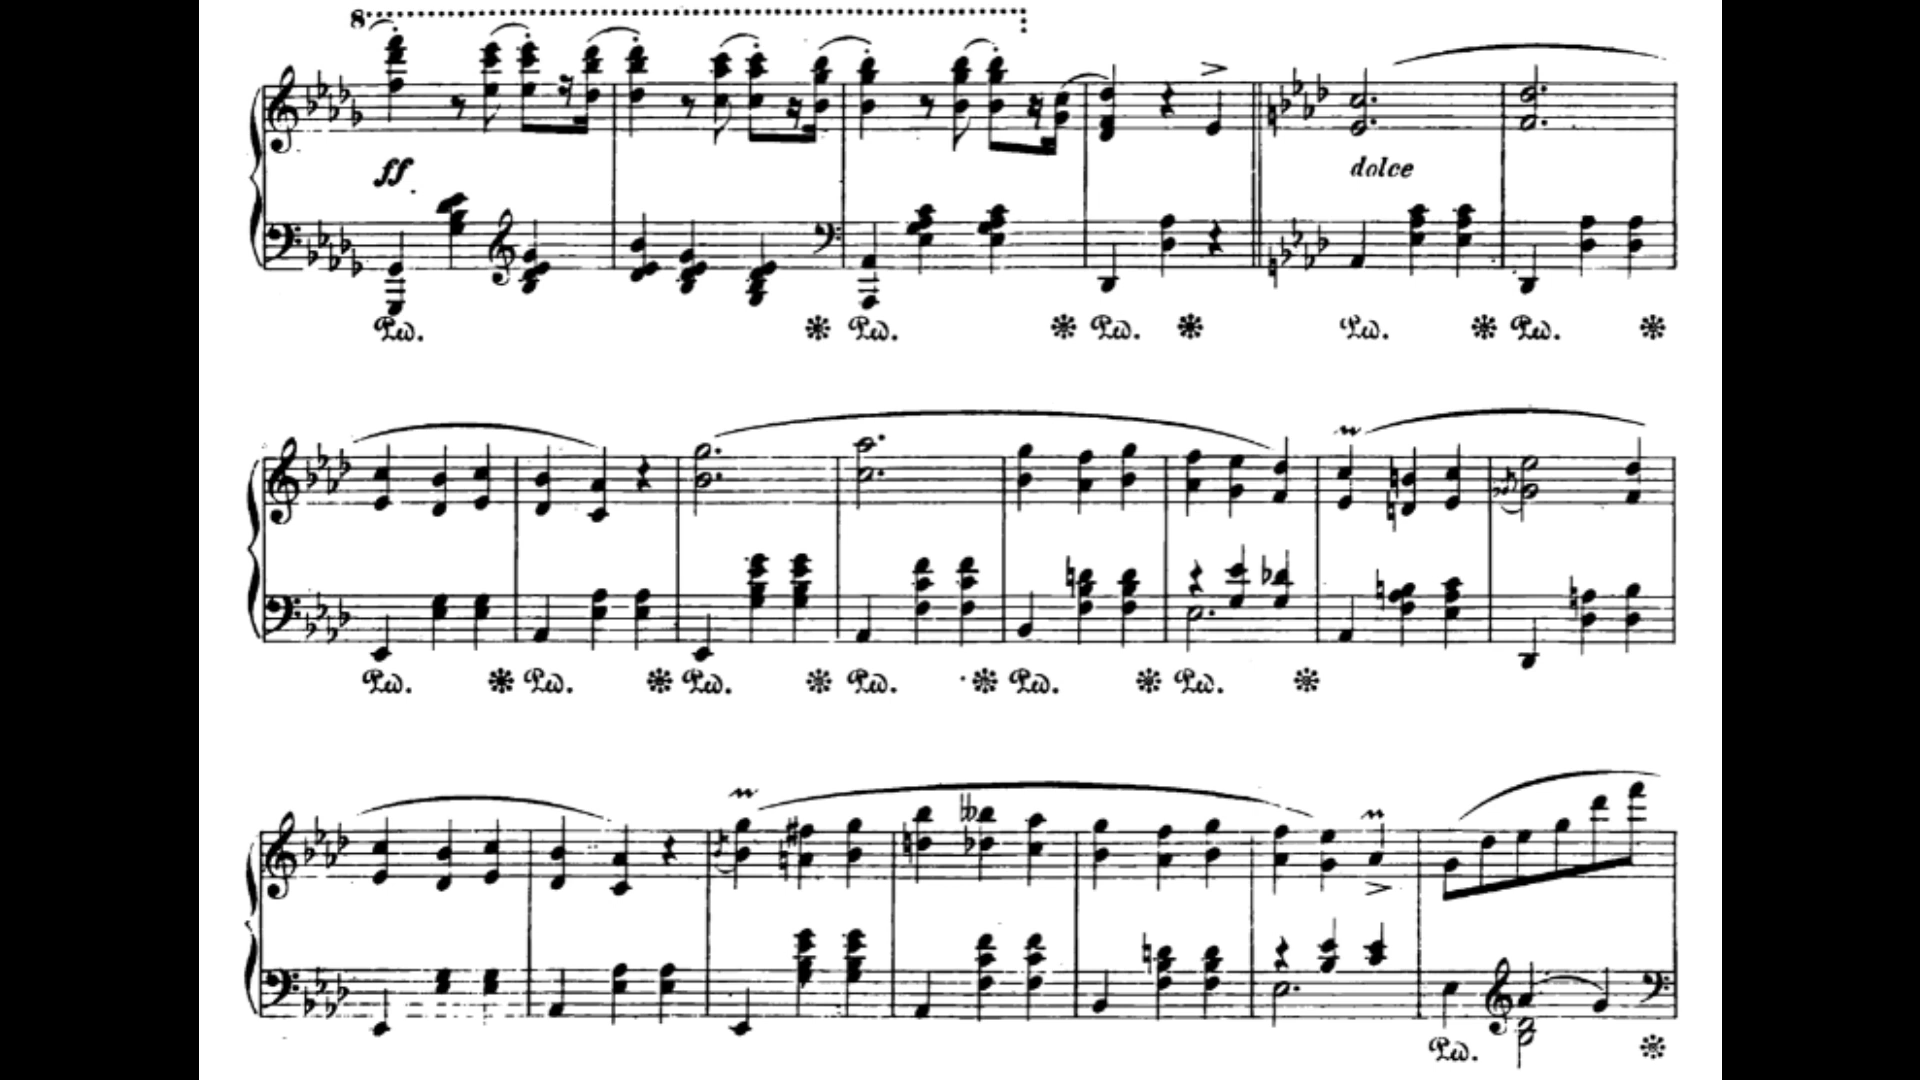 8
ff
dolce
Ped. * Ped. * Ped. * Ped. * Ped. *
Ped. * Ped. * Ped. * Ped. * Ped. * Ped. *
Ped. *